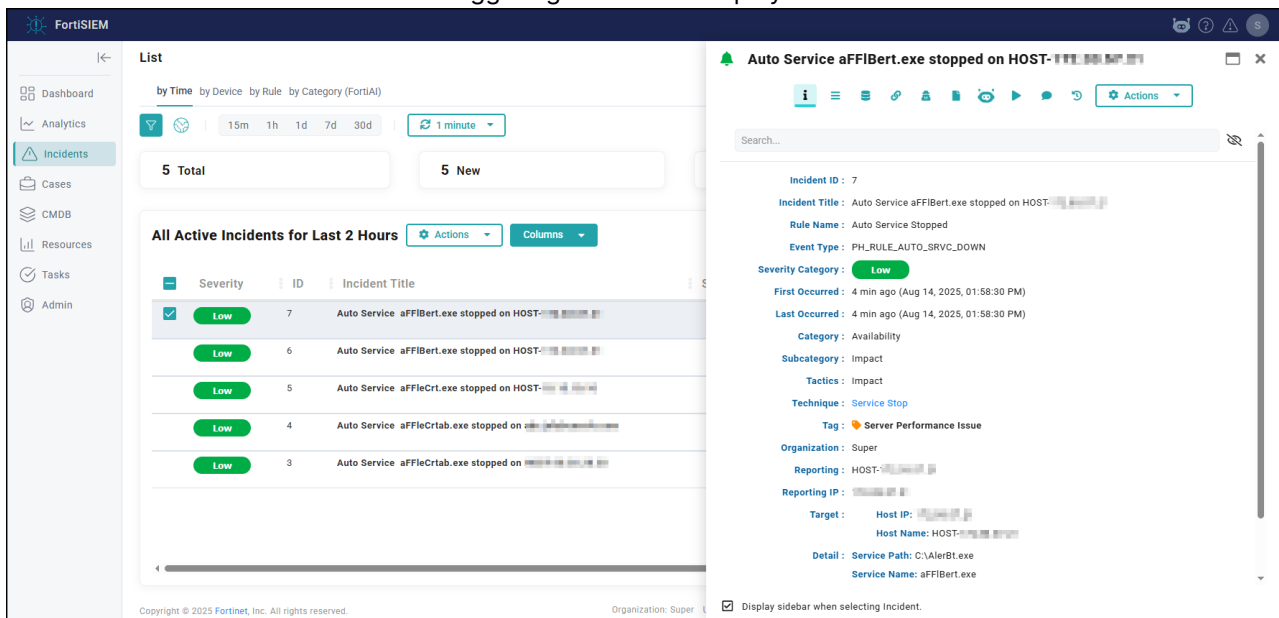 FortiSIEM
S
List
Dashboard
Analytics
Incidents
Cases
CMDB
Resources
Tasks
Admin
by Time by Device by Rule by Category (FortiAI)
15m 1h 1d 7d 30d 1 minute
5 Total
5 New
All Active Incidents for Last 2 Hours Actions Columns
Severity ID Incident Title S
Low 7 Auto Service aFFlBert.exe stopped on HOST-
Low 6 Auto Service aFFlBert.exe stopped on HOST-
Low 5 Auto Service aFFleCrt.exe stopped on HOST-
Low 4 Auto Service aFFleCrtab.exe stopped on
Low 3 Auto Service aFFleCrtab.exe stopped on
Copyright © 2025 Fortinet, Inc. All rights reserved. Organization: Super
Auto Service aFFlBert.exe stopped on HOST-
Actions
Search...
Incident ID : 7
Incident Title : Auto Service aFFlBert.exe stopped on HOST-
Rule Name : Auto Service Stopped
Event Type : PH_RULE_AUTO_SRVC_DOWN
Severity Category : Low
First Occurred : 4 min ago (Aug 14, 2025, 01:58:30 PM)
Last Occurred : 4 min ago (Aug 14, 2025, 01:58:30 PM)
Category : Availability
Subcategory : Impact
Tactics : Impact
Technique : Service Stop
Tag : Server Performance Issue
Organization : Super
Reporting : HOST-
Reporting IP :
Target : Host IP:
Host Name: HOST-
Detail : Service Path: C:\AlerBt.exe
Service Name: aFFlBert.exe
Display sidebar when selecting Incident.